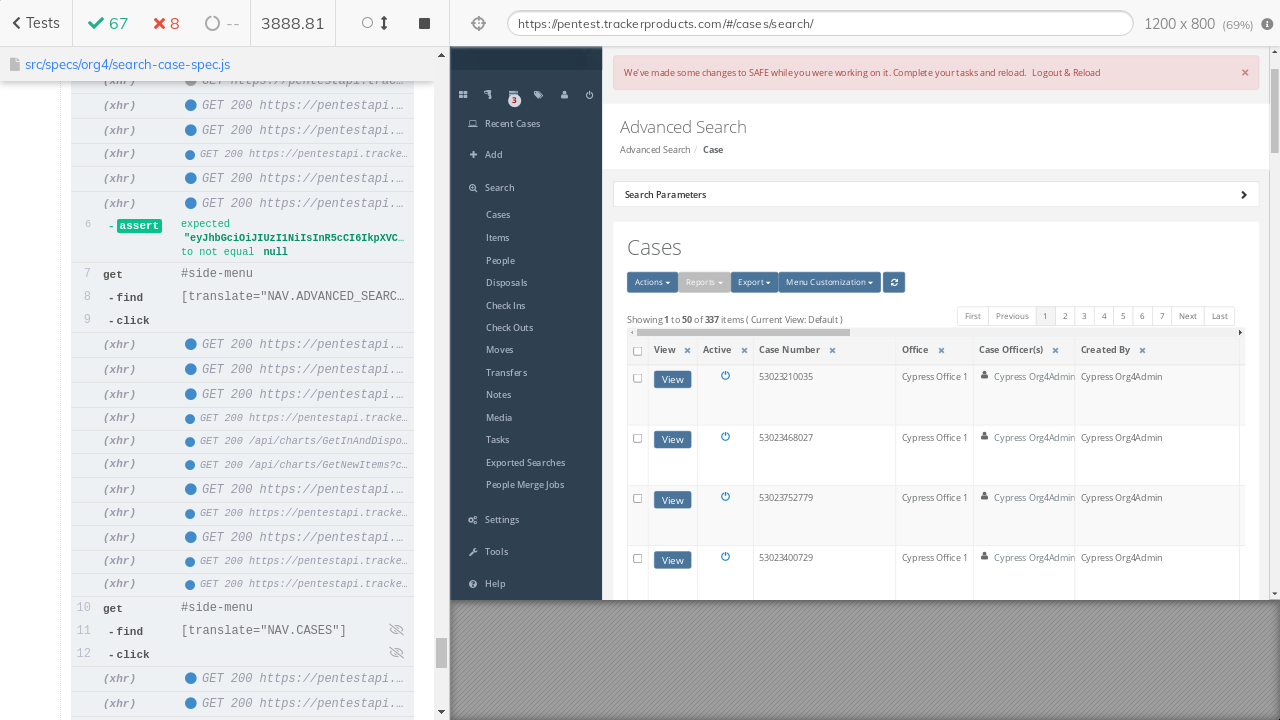 Tests
67
8
--
3888.81
https://pentest.trackerproducts.com/#/cases/search/
1200 x 800 (69%)
src/specs/org4/search-case-spec.js
(xhr) GET 200 https://pentestapi.trac...
(xhr) GET 200 https://pentestapi....
(xhr) GET 200 https://pentestapi....
(xhr) GET 200 https://pentestapi.tracke...
(xhr) GET 200 https://pentestapi....
(xhr) GET 200 https://pentestapi....
6 - assert expected
"eyJhbGciOiJIUzI1NiIsInR5cCI6IkpXVC...
to not equal null
7 get #side-menu
8 - find [translate="NAV.ADVANCED_SEARC...
9 - click
(xhr) GET 200 https://pentestapi....
(xhr) GET 200 https://pentestapi....
(xhr) GET 200 https://pentestapi....
(xhr) GET 200 https://pentestapi.tracke...
(xhr) GET 200 /api/charts/GetInAndDispo...
(xhr) GET 200 /api/charts/GetNewItems?c...
(xhr) GET 200 https://pentestapi....
(xhr) GET 200 https://pentestapi.tracke...
(xhr) GET 200 https://pentestapi....
(xhr) GET 200 https://pentestapi.tracke...
(xhr) GET 200 https://pentestapi.tracke...
10 get #side-menu
11 - find [translate="NAV.CASES"]
12 - click
(xhr) GET 200 https://pentestapi....
(xhr) GET 200 https://pentestapi....
3
Recent Cases
Add
Search
Cases
Items
People
Disposals
Check Ins
Check Outs
Moves
Transfers
Notes
Media
Tasks
Exported Searches
People Merge Jobs
Settings
Tools
Help
We've made some changes to SAFE while you were working on it. Complete your tasks and reload. Logout & Reload ×
Advanced Search
Advanced Search / Case
Search Parameters
Cases
Actions Reports Export Menu Customization
Showing 1 to 50 of 337 items ( Current View: Default )
First Previous 1 2 3 4 5 6 7 Next Last
View Active Case Number Office Case Officer(s) Created By
View 53023210035 Cypress Office 1 Cypress Org4Admin Cypress Org4Admin
View 53023468027 Cypress Office 1 Cypress Org4Admin Cypress Org4Admin
View 53023752779 Cypress Office 1 Cypress Org4Admin Cypress Org4Admin
View 53023400729 Cypress Office 1 Cypress Org4Admin Cypress Org4Admin